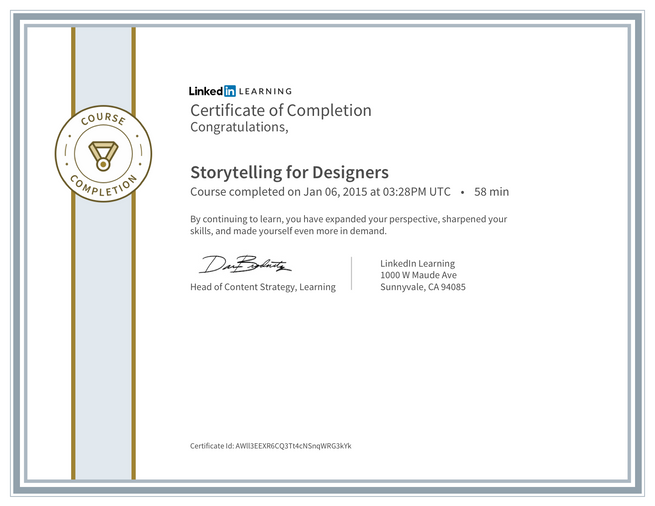 COURSE
COMPLETION
Linked in LEARNING
Certificate of Completion
Congratulations,
Storytelling for Designers
Course completed on Jan 06, 2015 at 03:28PM UTC • 58 min
By continuing to learn, you have expanded your perspective, sharpened your
skills, and made yourself even more in demand.
Head of Content Strategy, Learning
LinkedIn Learning
1000 W Maude Ave
Sunnyvale, CA 94085
Certificate Id: AWlI3EEXR6CQ3Tt4cNSnqWRG3kYk